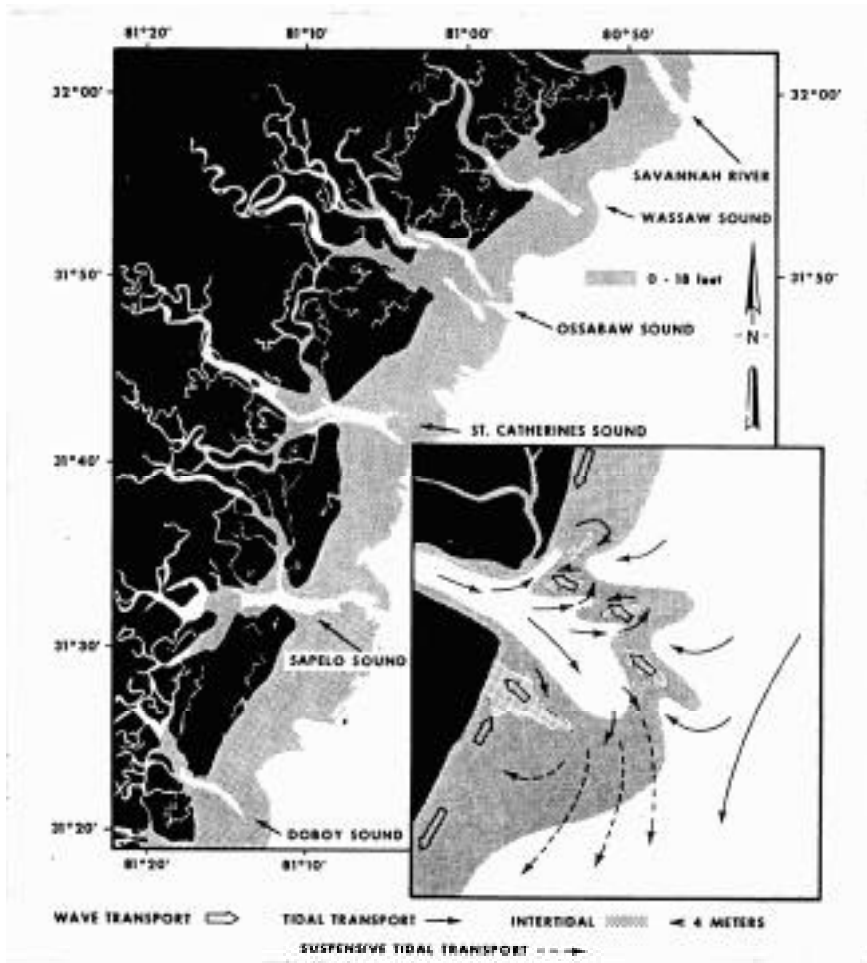 81°20' 81°10' 81°00' 80°50'
32°00' 32°00'
SAVANNAH RIVER
WASSAW SOUND
31°50' 0 - 18 feet 31°50'
OSSABAW SOUND
-N-
ST. CATHERINES SOUND
31°40'
31°30'
SAPELO SOUND
31°20'
DOBOY SOUND
81°20' 81°10'
WAVE TRANSPORT TIDAL TRANSPORT INTERTIDAL < 4 METERS
SUSPENSIVE TIDAL TRANSPORT